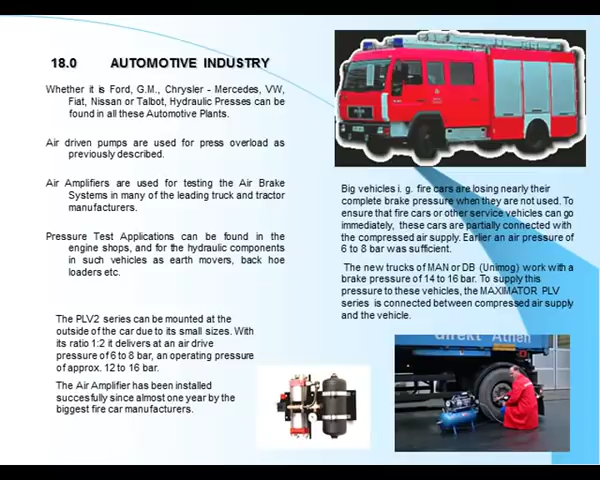 18.0 AUTOMOTIVE INDUSTRY
Whether it is Ford, G.M., Chrysler - Mercedes, VW,
Fiat, Nissan or Talbot, Hydraulic Presses can be
found in all these Automotive Plants.
Air driven pumps are used for press overload as
previously described.
Air Amplifiers are used for testing the Air Brake
Systems in many of the leading truck and tractor
manufacturers.
Pressure Test Applications can be found in the
engine shops, and for the hydraulic components
in such vehicles as earth movers, back hoe
loaders etc.
The PLV2 series can be mounted at the
outside of the car due to its small sizes. With
its ratio 1:2 it delivers at an air drive
pressure of 6 to 8 bar, an operating pressure
of approx. 12 to 16 bar.
The Air Amplifier has been installed
succesfully since almost one year by the
biggest fire car manufacturers.
Big vehicles i. g. fire cars are losing nearly their
complete brake pressure when they are not used. To
ensure that fire cars or other service vehicles can go
immediately, these cars are partially connected with
the compressed air supply. Earlier an air pressure of
6 to 8 bar was sufficient.
The new trucks of MAN or DB (Unimog) work with a
brake pressure of 14 to 16 bar. To supply this
pressure to these vehicles, the MAXIMATOR PLV
series is connected between compressed air supply
and the vehicle.
direkt Athen